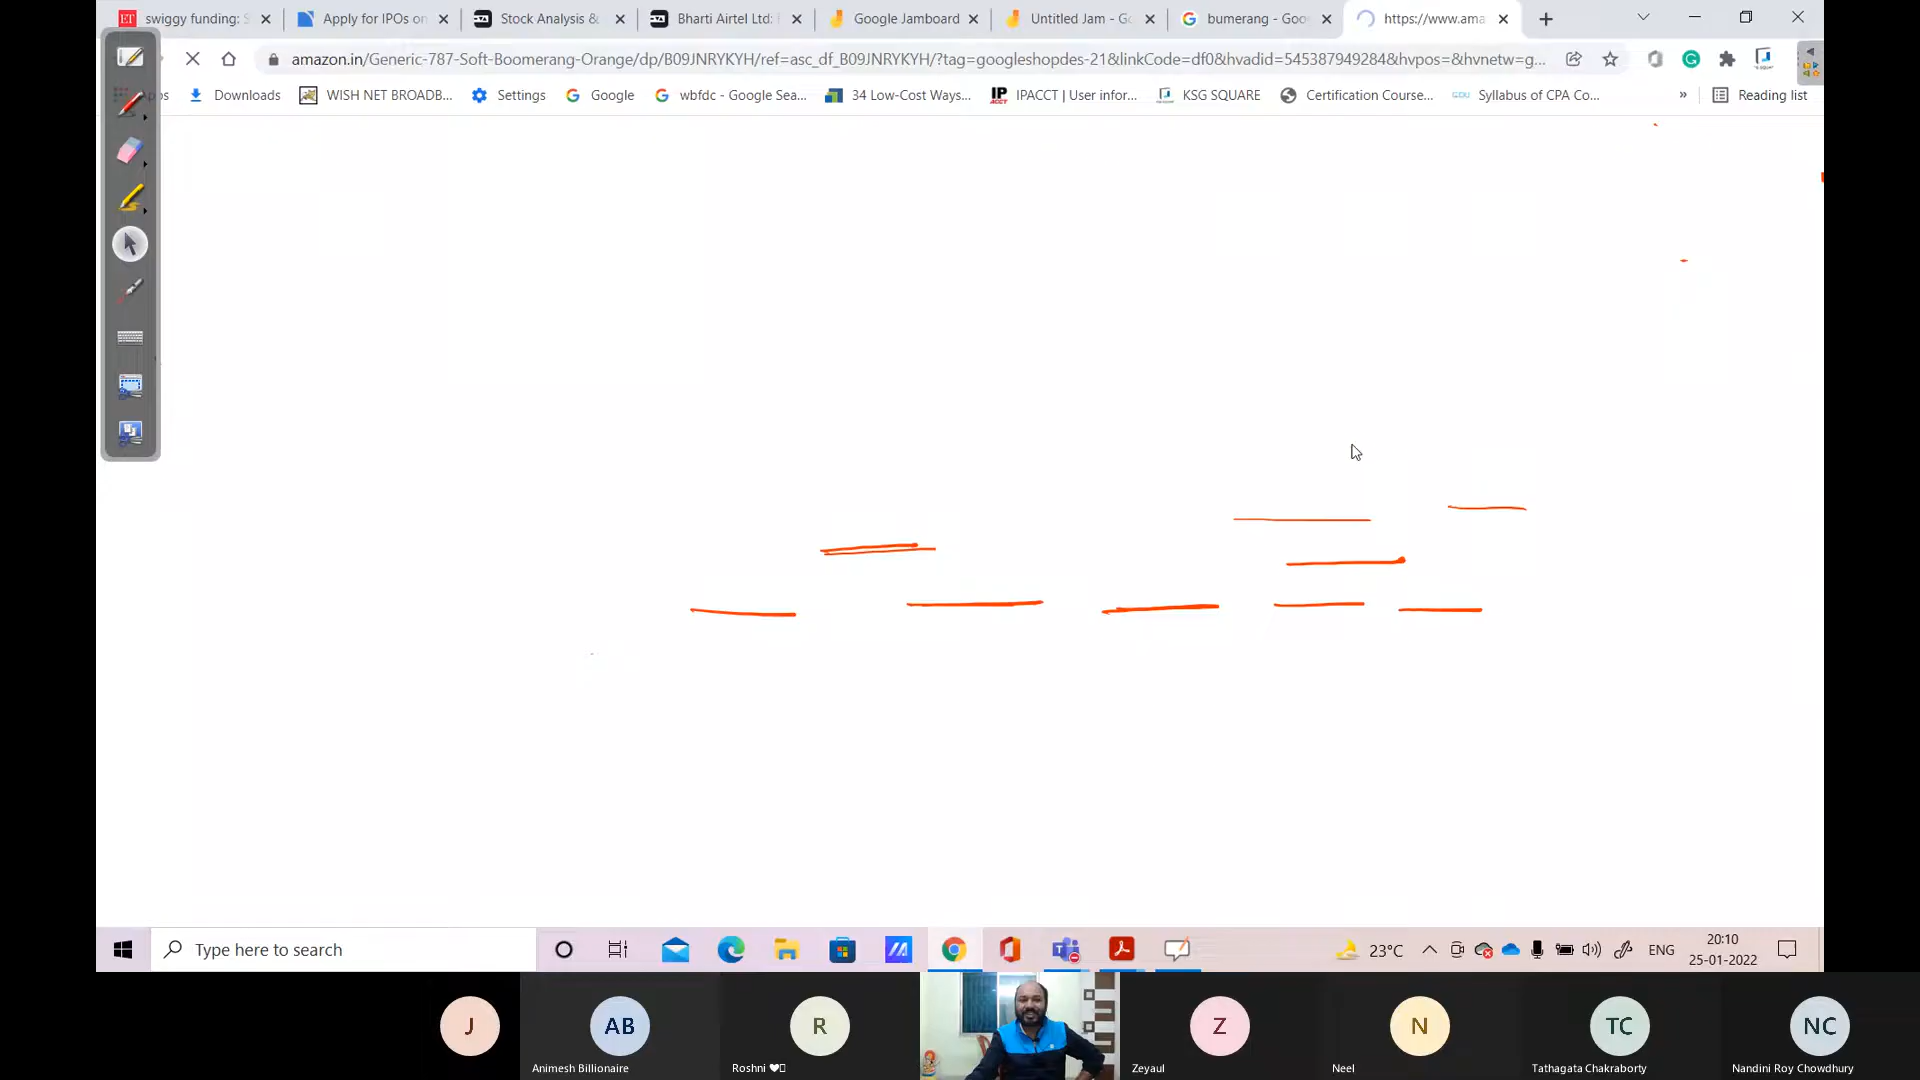 swiggy funding: S
Apply for IPOs on
Stock Analysis &
Bharti Airtel Ltd:
Google Jamboard
Untitled Jam - Go
bumerang - Goo
https://www.ama
amazon.in/Generic-787-Soft-Boomerang-Orange/dp/B09JNRYKYH/ref=asc_df_B09JNRYKYH/?tag=googleshopdes-21&linkCode=df0&hvadid=545387949284&hvpos=&hvnetw=g...
Downloads
WISH NET BROADB...
Settings
Google
wbfdc - Google Sea...
34 Low-Cost Ways...
IPACCT | User infor...
KSG SQUARE
Certification Course...
Syllabus of CPA Co...
»
Reading list
Type here to search
23°C
ENG
20:10
25-01-2022
J
AB
R
Z
N
TC
NC
Animesh Billionaire
Roshni ❤
Zeyaul
Neel
Tathagata Chakraborty
Nandini Roy Chowdhury